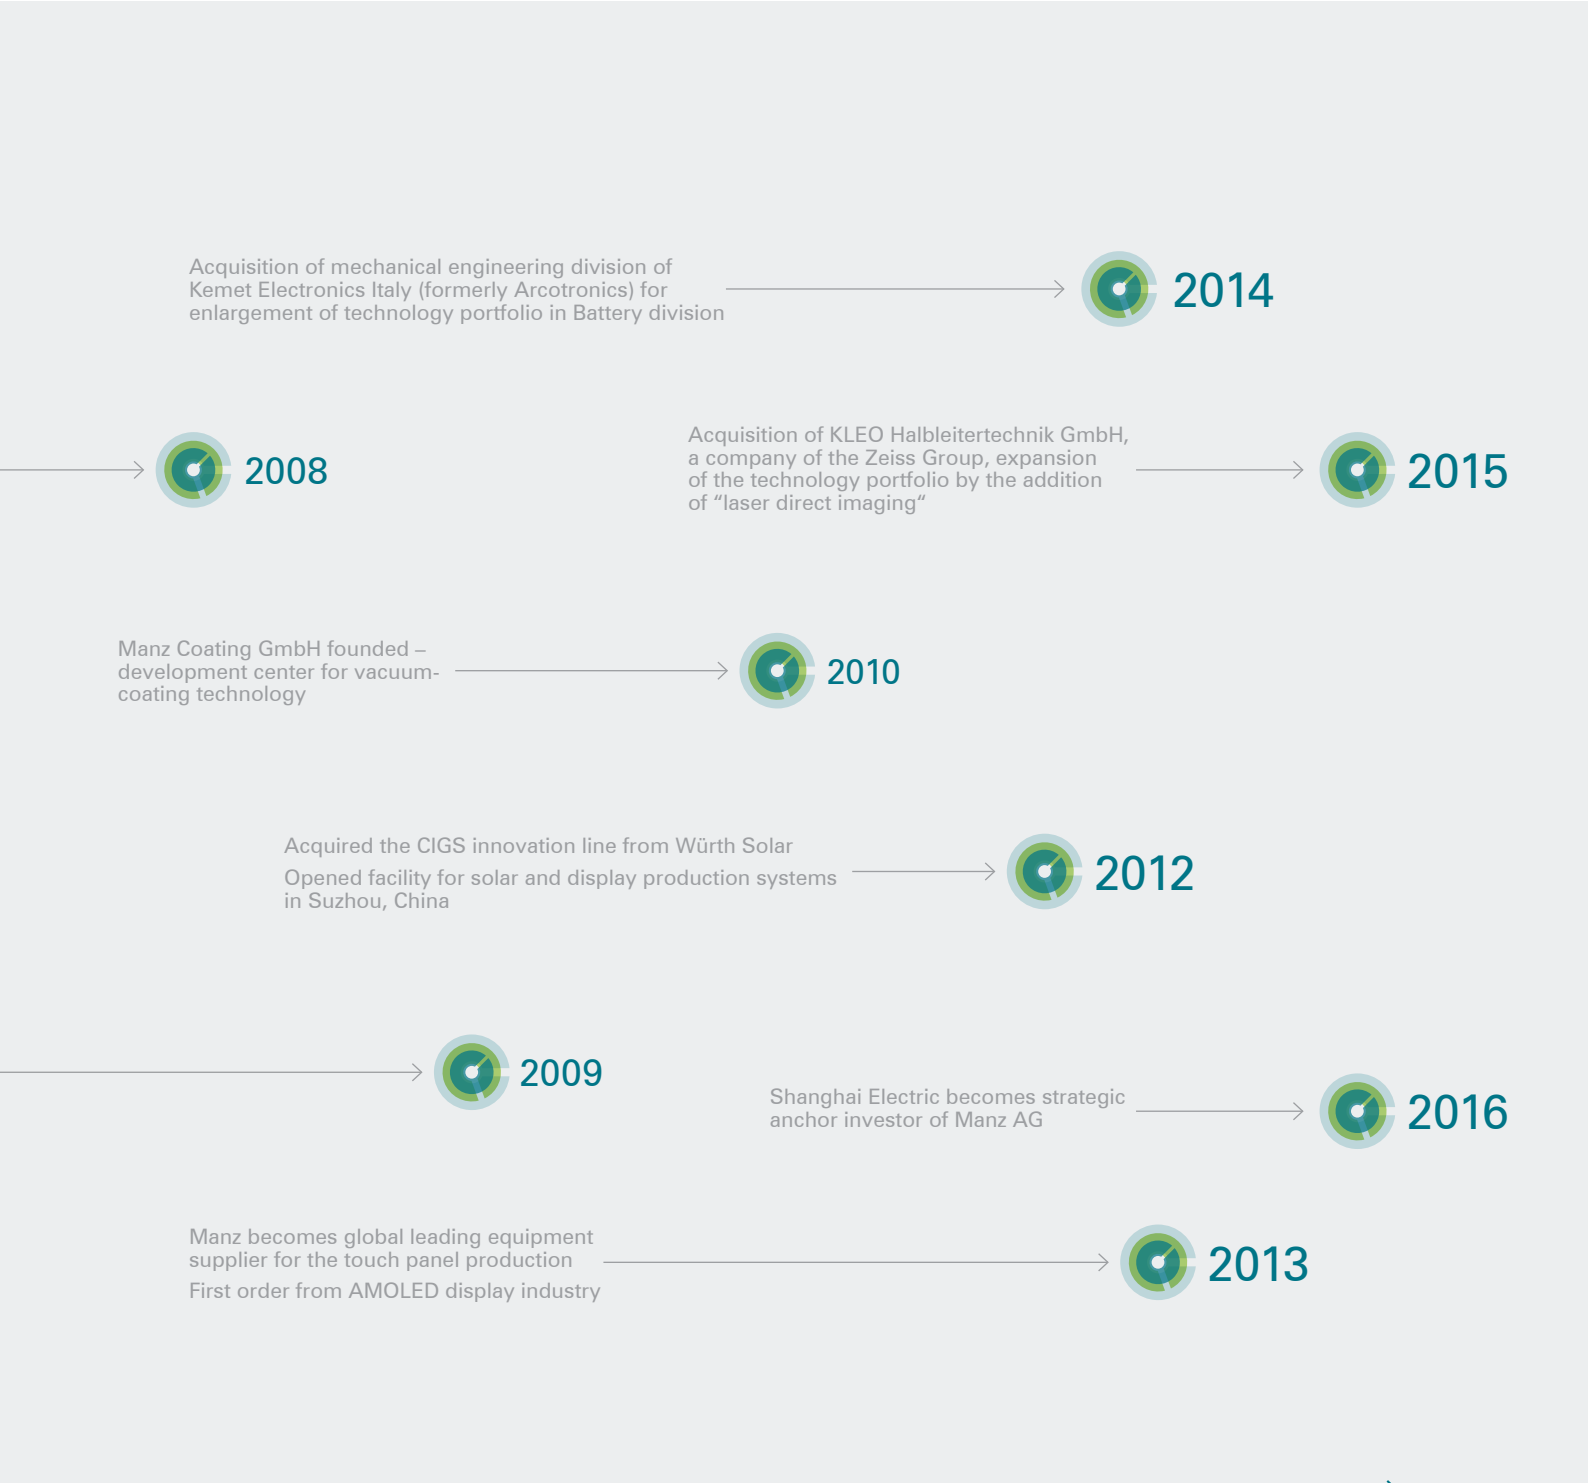 Acquisition of mechanical engineering division of
Kemet Electronics Italy (formerly Arcotronics) for
enlargement of technology portfolio in Battery division
2014
2008
Acquisition of KLEO Halbleitertechnik GmbH,
a company of the Zeiss Group, expansion
of the technology portfolio by the addition
of “laser direct imaging“
2015
Manz Coating GmbH founded –
development center for vacuum-
coating technology
2010
Acquired the CIGS innovation line from Würth Solar
Opened facility for solar and display production systems
in Suzhou, China
2012
2009
Shanghai Electric becomes strategic
anchor investor of Manz AG
2016
Manz becomes global leading equipment
supplier for the touch panel production
First order from AMOLED display industry
2013